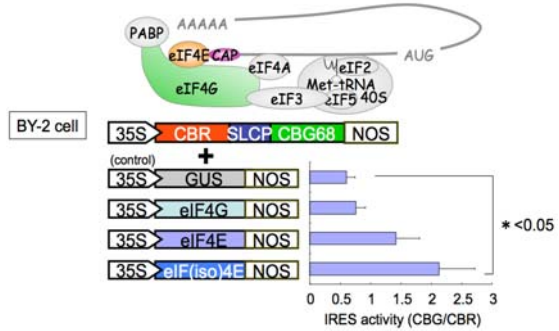 AAAAA
PABP
eIF4E CAP
AUG
eIF4A
eIF2
eIF4G
Met-tRNA
eIF3
eIF5 40S
BY-2 cell
35S CBR SLCP CBG68 NOS
+
(control)
35S GUS NOS
35S eIF4G NOS
35S eIF4E NOS
35S eIF(iso)4E NOS
* <0.05
0 0.5 1 1.5 2 2.5 3
IRES activity (CBG/CBR)